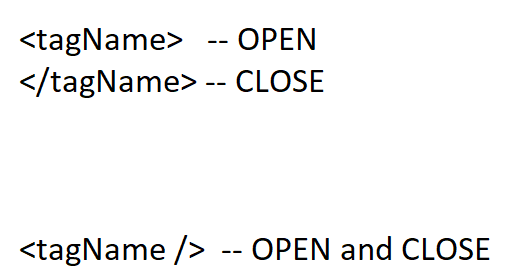 <tagName>   -- OPEN
</tagName> -- CLOSE
<tagName />  -- OPEN and CLOSE